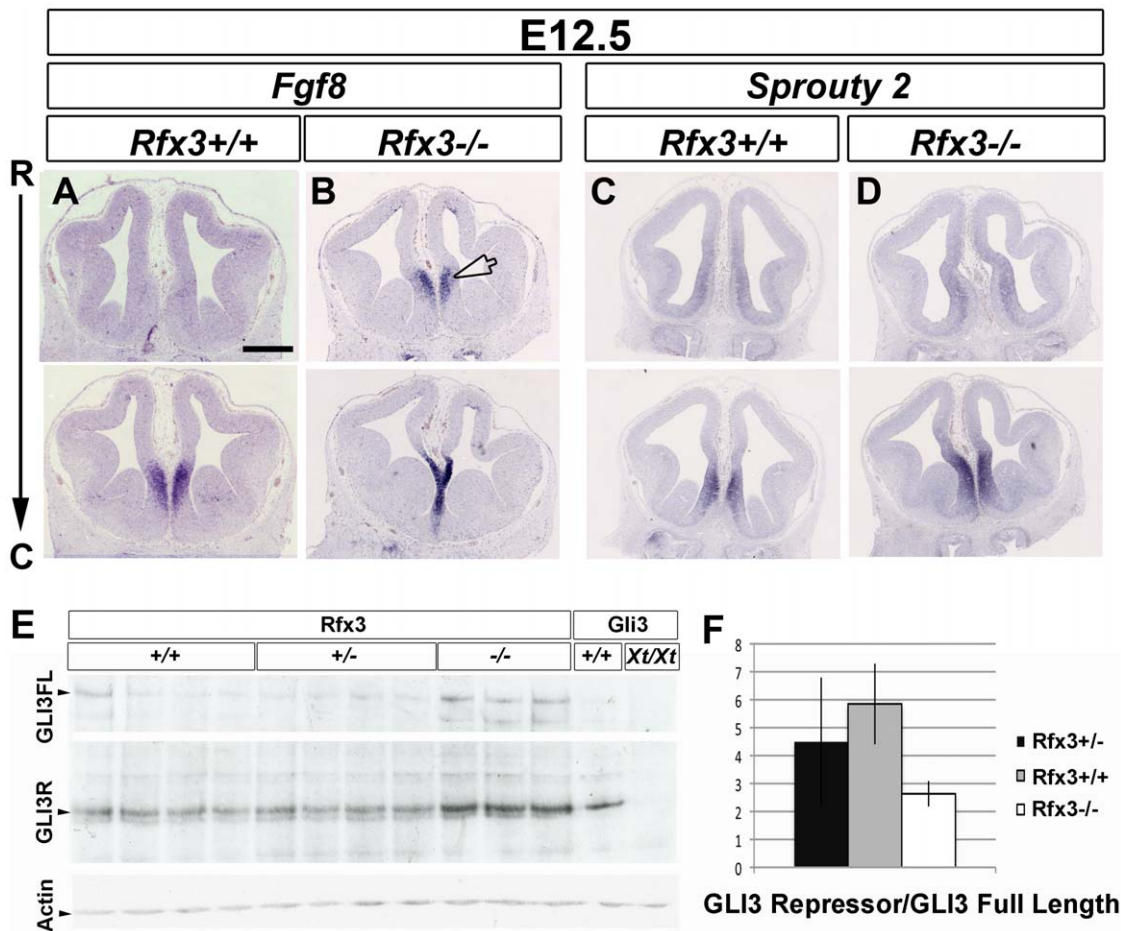 E12.5
Fgf8 Sprouty 2
Rfx3+/+ Rfx3-/- Rfx3+/+ Rfx3-/-
R
A B C D
C
E
Rfx3 Gli3
+/+ +/- -/- +/+ Xt/Xt
GLI3FL
GLI3R
Actin
F
8
7
6
5
4
3
2
1
0
Rfx3+/-
Rfx3+/+
Rfx3-/-
GLI3 Repressor/GLI3 Full Length